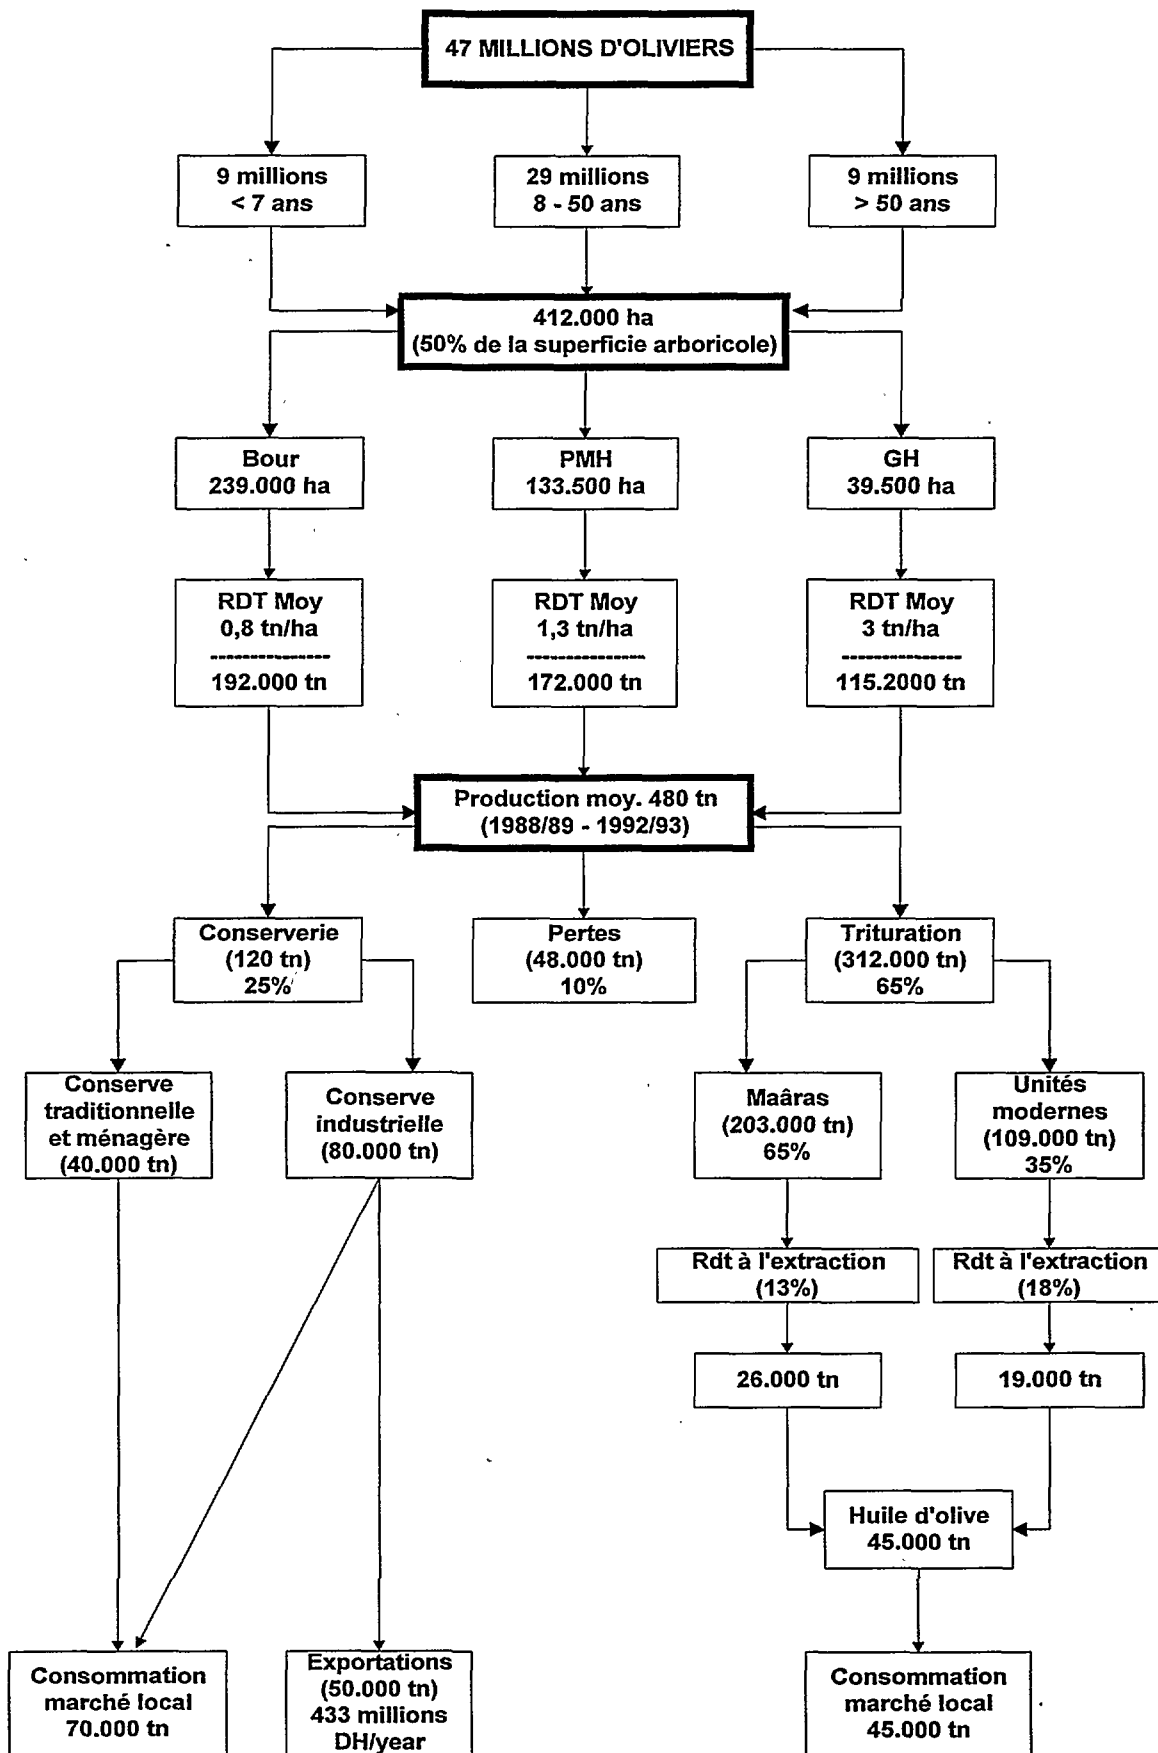 47 MILLIONS D'OLIVIERS
9 millions
< 7 ans
29 millions
8 - 50 ans
9 millions
> 50 ans
412.000 ha
(50% de la superficie arboricole)
Bour
239.000 ha
PMH
133.500 ha
GH
39.500 ha
RDT Moy
0,8 tn/ha
-----------------
192.000 tn
RDT Moy
1,3 tn/ha
-----------------
172.000 tn
RDT Moy
3 tn/ha
-----------------
115.2000 tn
Production moy. 480 tn
(1988/89 - 1992/93)
Conserverie
(120 tn)
25%
Pertes
(48.000 tn)
10%
Trituration
(312.000 tn)
65%
Conserve
traditionnelle
et ménagère
(40.000 tn)
Conserve
industrielle
(80.000 tn)
Maâras
(203.000 tn)
65%
Unités
modernes
(109.000 tn)
35%
Rdt à l'extraction
(13%)
Rdt à l'extraction
(18%)
26.000 tn
19.000 tn
Huile d'olive
45.000 tn
Consommation
marché local
70.000 tn
Exportations
(50.000 tn)
433 millions
DH/year
Consommation
marché local
45.000 tn